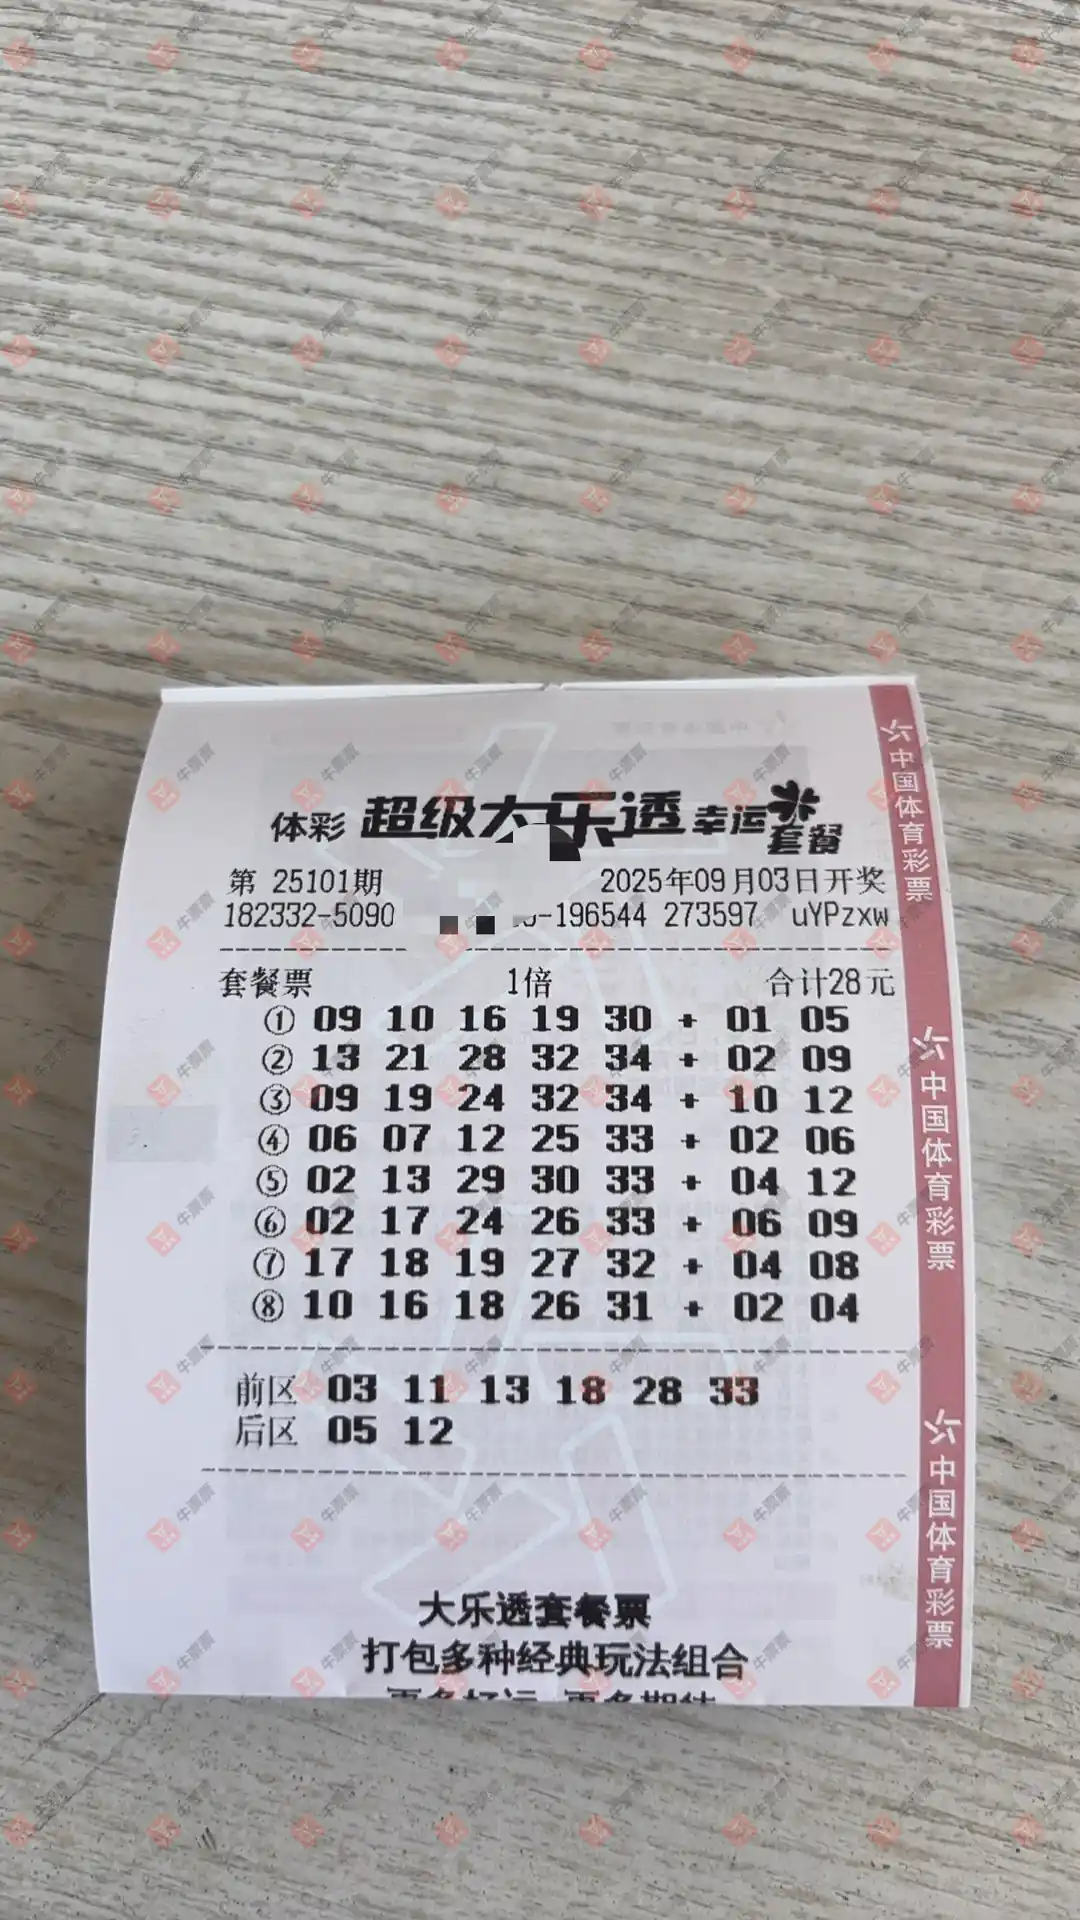 体彩 超级大乐透 幸运套餐
第 25101期 2025年09月03日开奖
182332-5090 -196544 273597 uYPzxw
套餐票 1倍 合计28元
① 09 10 16 19 30 + 01 05
② 13 21 28 32 34 + 02 09
③ 09 19 24 32 34 + 10 12
④ 06 07 12 25 33 + 02 06
⑤ 02 13 29 30 33 + 04 12
⑥ 02 17 24 26 33 + 06 09
⑦ 17 18 19 27 32 + 04 08
⑧ 10 16 18 26 31 + 02 04
前区 03 11 13 18 28 33
后区 05 12
大乐透套餐票
打包多种经典玩法组合
中国体育彩票
中国体育彩票
中国体育彩票
牛票票